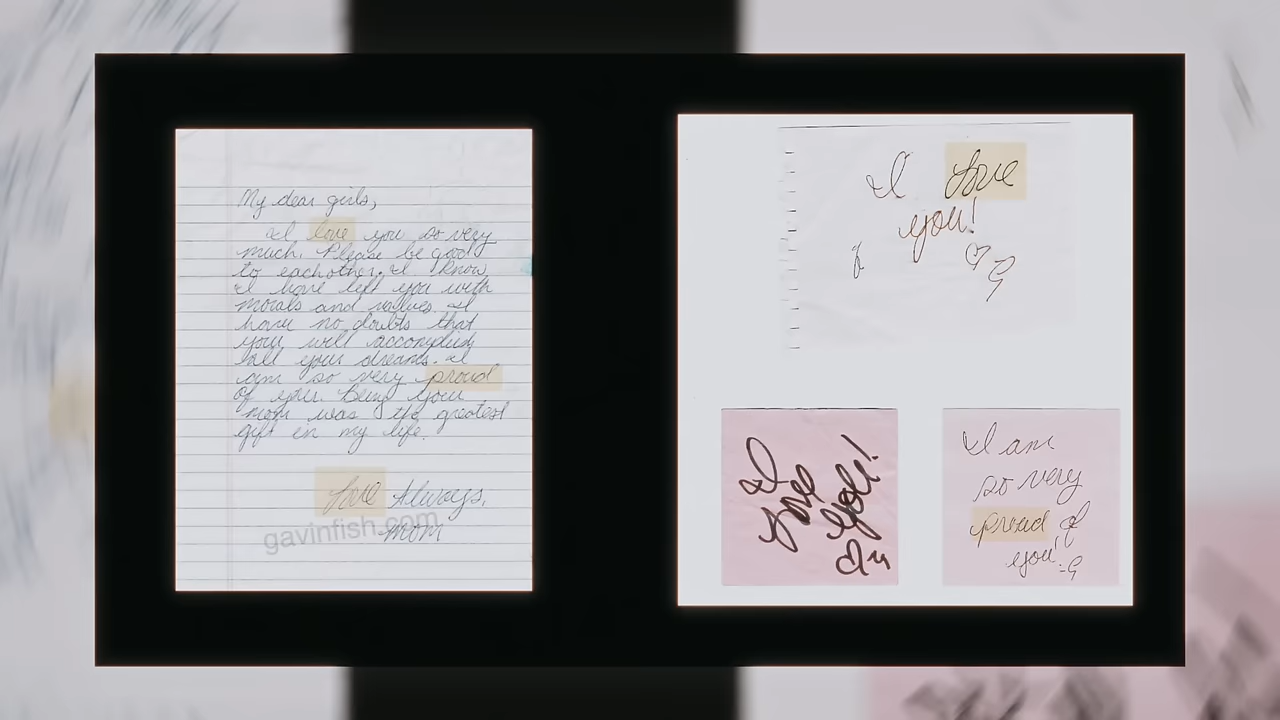 My dear girls,
I love you so very
much. Please be good
to eachother. I know
I have left you with
morals and values. I
have no doubts that
you will accomplish
all your dreams. I
am so very proud
of you. Being your
mom was the greatest
gift in my life.
Love Always,
Mom
gavinfish.com
I love
you!
I love
you!
I am
so very
proud of
you! -G